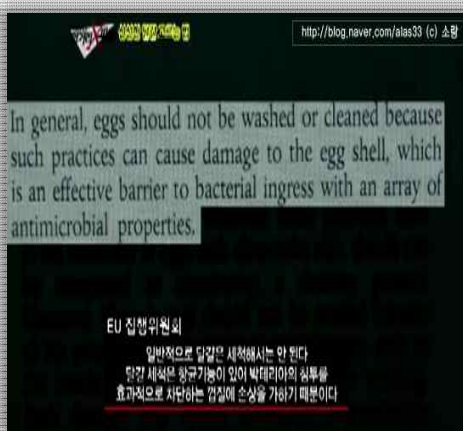 http://blog.naver.com/alas33 (c) 소랑
In general, eggs should not be washed or cleaned because
such practices can cause damage to the egg shell, which
is an effective barrier to bacterial ingress with an array of
antimicrobial properties.
EU 집행위원회
일반적으로 달걀은 세척해서는 안 된다
달걀 세척은 항균기능이 있어 박테리아의 침투를
효과적으로 차단하는 껍질에 손상을 가하기 때문이다